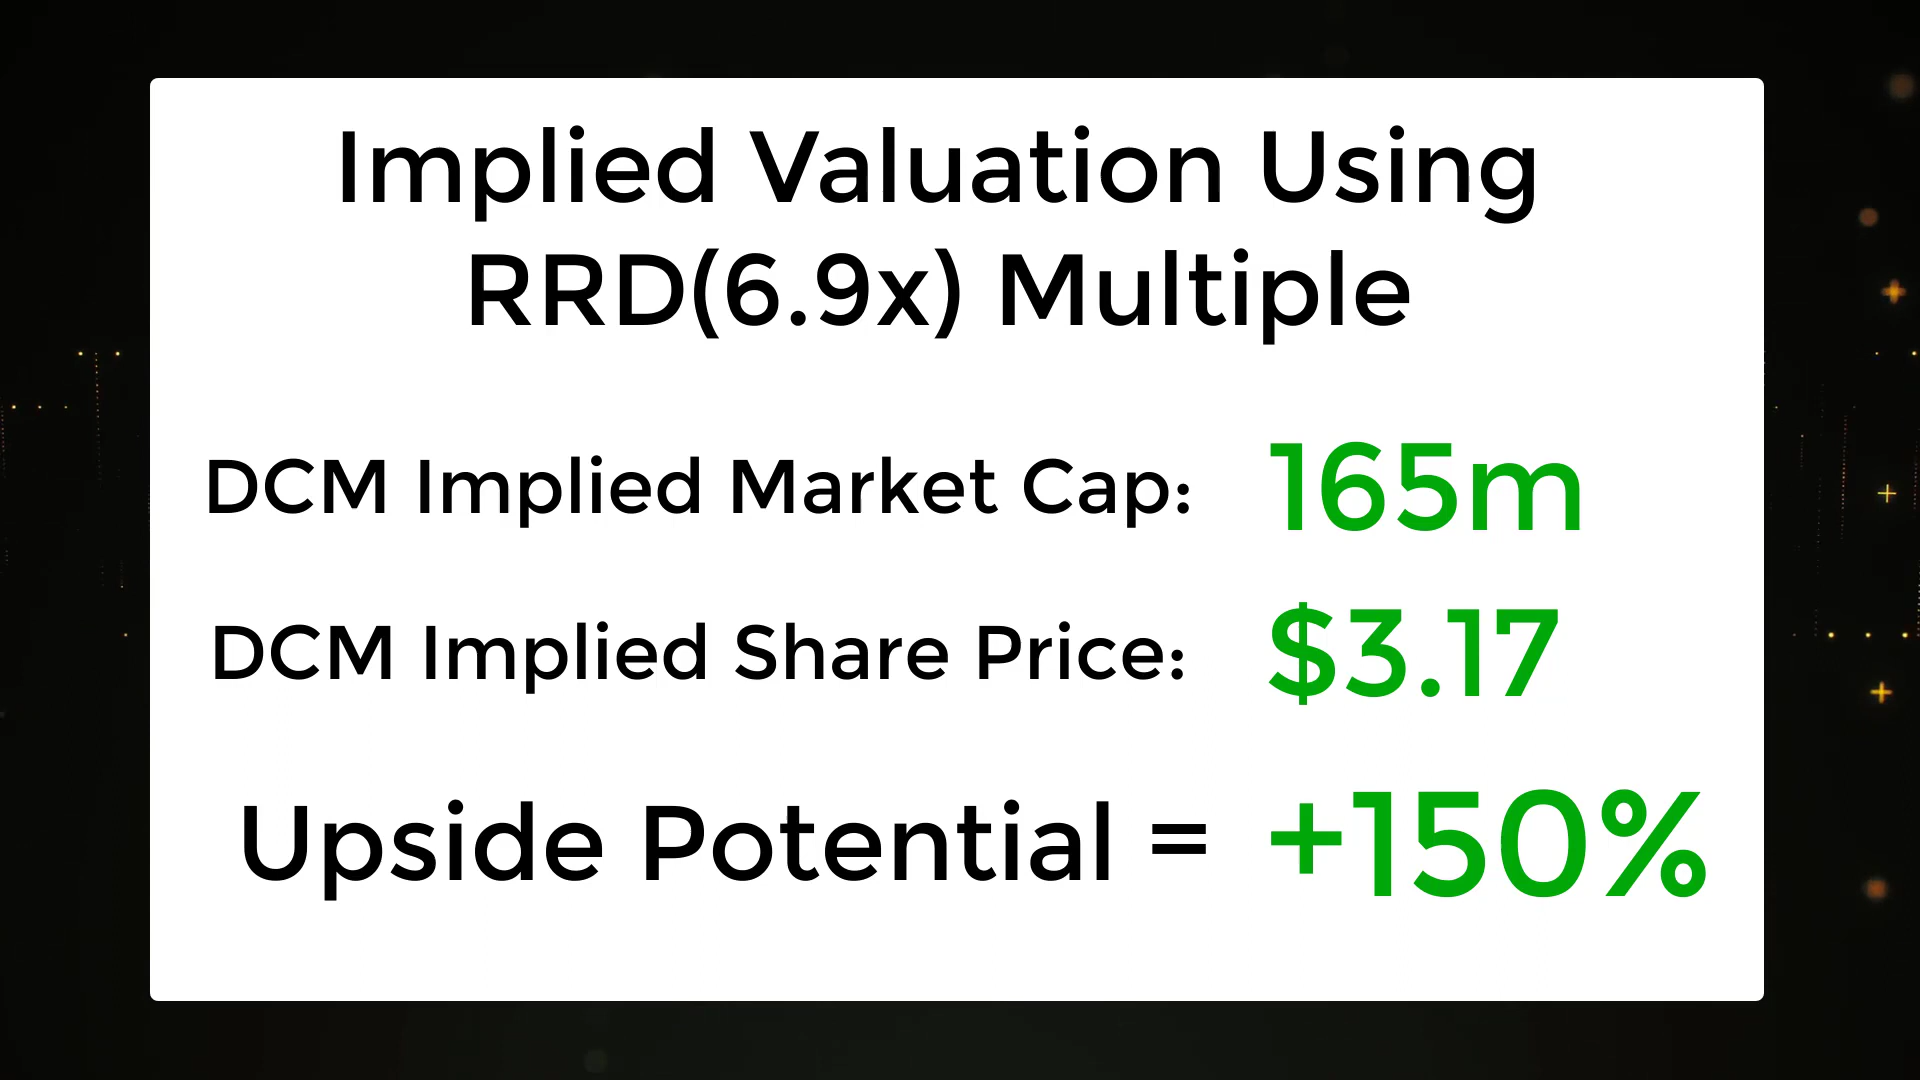 Implied Valuation Using
RRD(6.9x) Multiple
DCM Implied Market Cap: 165m
DCM Implied Share Price: $3.17
Upside Potential = +150%